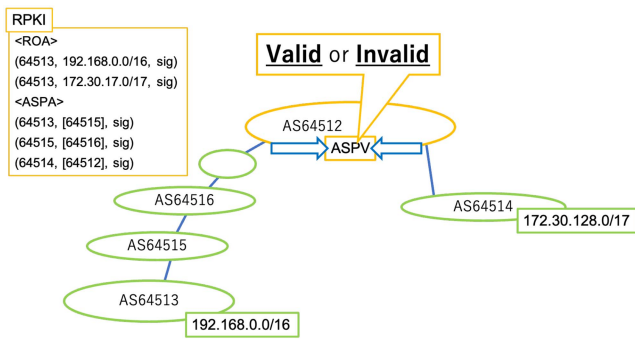 RPKI
<ROA>
(64513, 192.168.0.0/16, sig)
(64513, 172.30.17.0/17, sig)
<ASPA>
(64513, [64515], sig)
(64515, [64516], sig)
(64514, [64512], sig)
Valid or Invalid
AS64512
ASPV
AS64516
AS64514
172.30.128.0/17
AS64515
AS64513
192.168.0.0/16